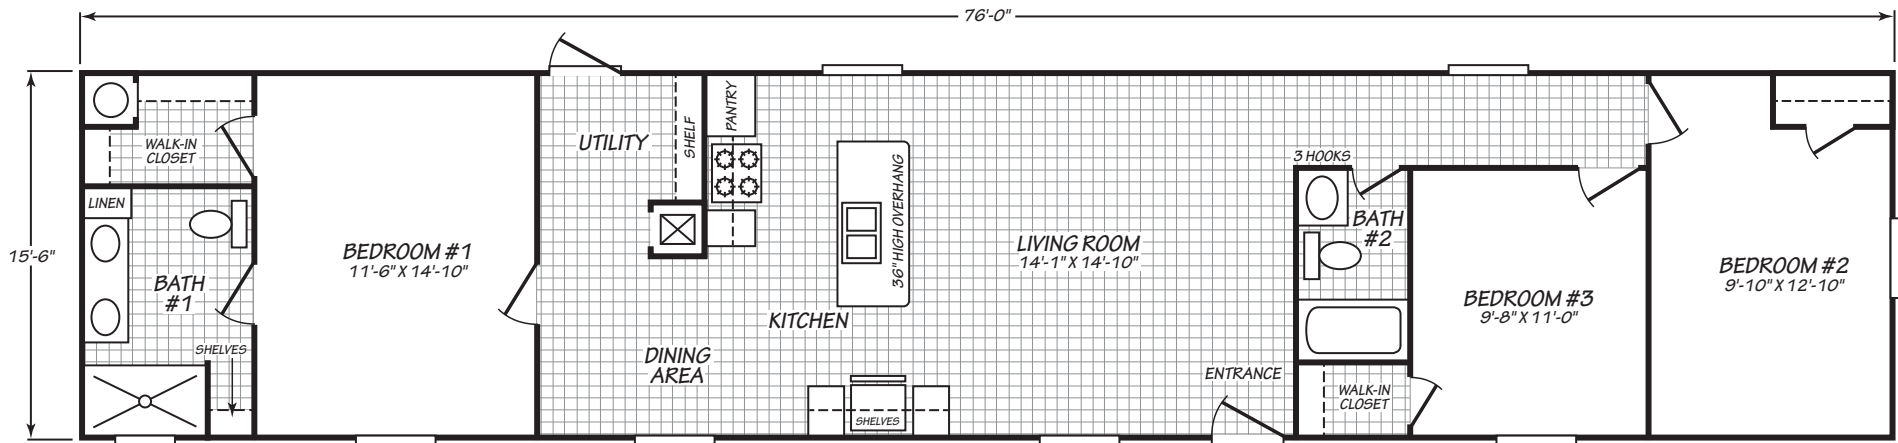 76'-0"
15'-6"
WALK-IN
CLOSET
LINEN
BATH
#1
SHELVES
BEDROOM #1
11'-6" X 14'-10"
UTILITY
SHELF
PANTRY
36" HIGH OVERHANG
KITCHEN
DINING
AREA
SHELVES
LIVING ROOM
14'-1" X 14'-10"
ENTRANCE
3 HOOKS
BATH
#2
WALK-IN
CLOSET
BEDROOM #3
9'-8" X 11'-0"
BEDROOM #2
9'-10" X 12'-10"